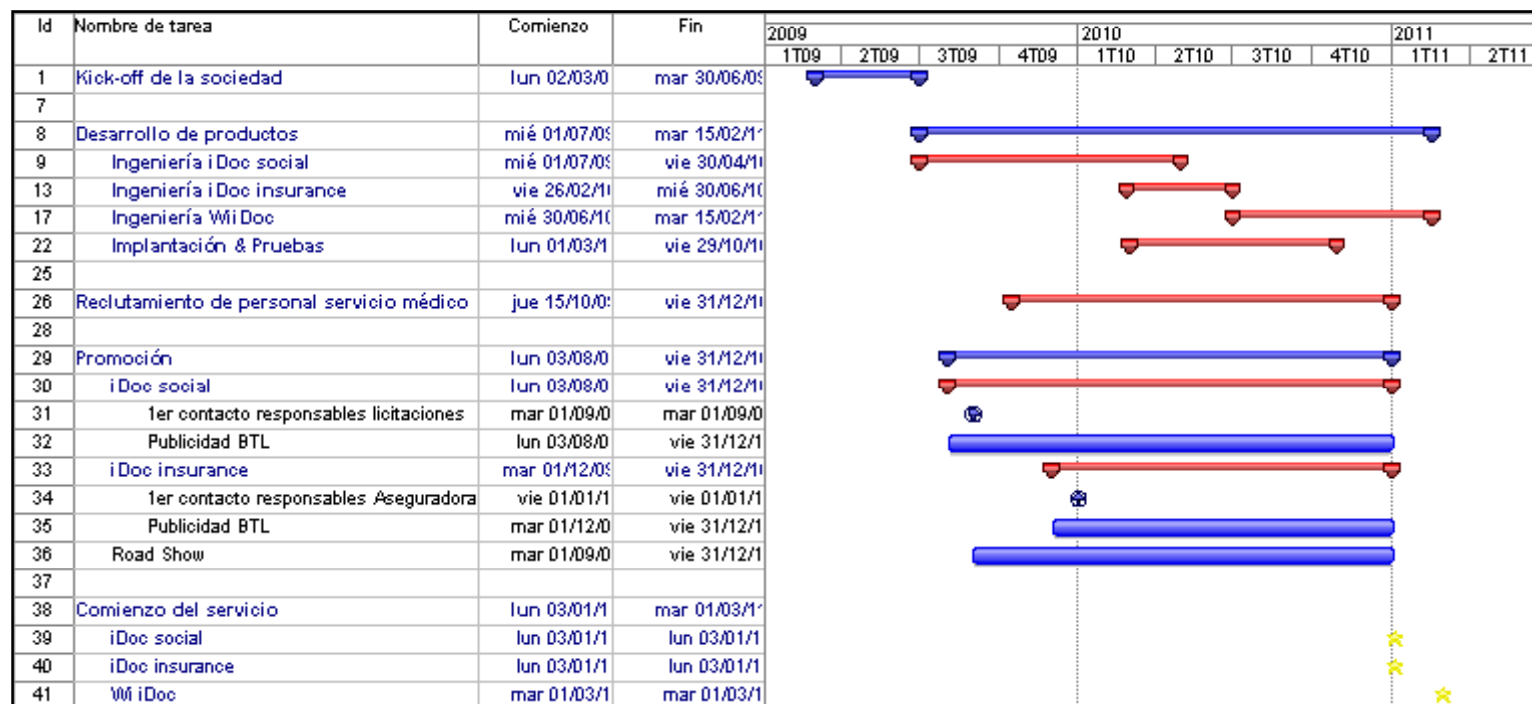 Id Nombre de tarea Comienzo Fin 2009 2010 2011
1T09 2T09 3T09 4T09 1T10 2T10 3T10 4T10 1T11 2T11
1 Kick-off de la sociedad lun 02/03/0 mar 30/06/09
7
8 Desarrollo de productos mié 01/07/09 mar 15/02/1
9 Ingeniería iDoc social mié 01/07/09 vie 30/04/1
13 Ingeniería iDoc insurance vie 26/02/1 mié 30/06/10
17 Ingeniería WiiDoc mié 30/06/10 mar 15/02/1
22 Implantación & Pruebas lun 01/03/1 vie 29/10/1
25
26 Reclutamiento de personal servicio médico jue 15/10/0 vie 31/12/1
28
29 Promoción lun 03/08/0 vie 31/12/1
30 iDoc social lun 03/08/0 vie 31/12/1
31 1er contacto responsables licitaciones mar 01/09/0 mar 01/09/0
32 Publicidad BTL lun 03/08/0 vie 31/12/1
33 iDoc insurance mar 01/12/09 vie 31/12/1
34 1er contacto responsables Aseguradora vie 01/01/1 vie 01/01/1
35 Publicidad BTL mar 01/12/0 vie 31/12/1
36 Road Show mar 01/09/0 vie 31/12/1
37
38 Comienzo del servicio lun 03/01/1 mar 01/03/1
39 iDoc social lun 03/01/1 lun 03/01/1
40 iDoc insurance lun 03/01/1 lun 03/01/1
41 Wi iDoc mar 01/03/1 mar 01/03/1